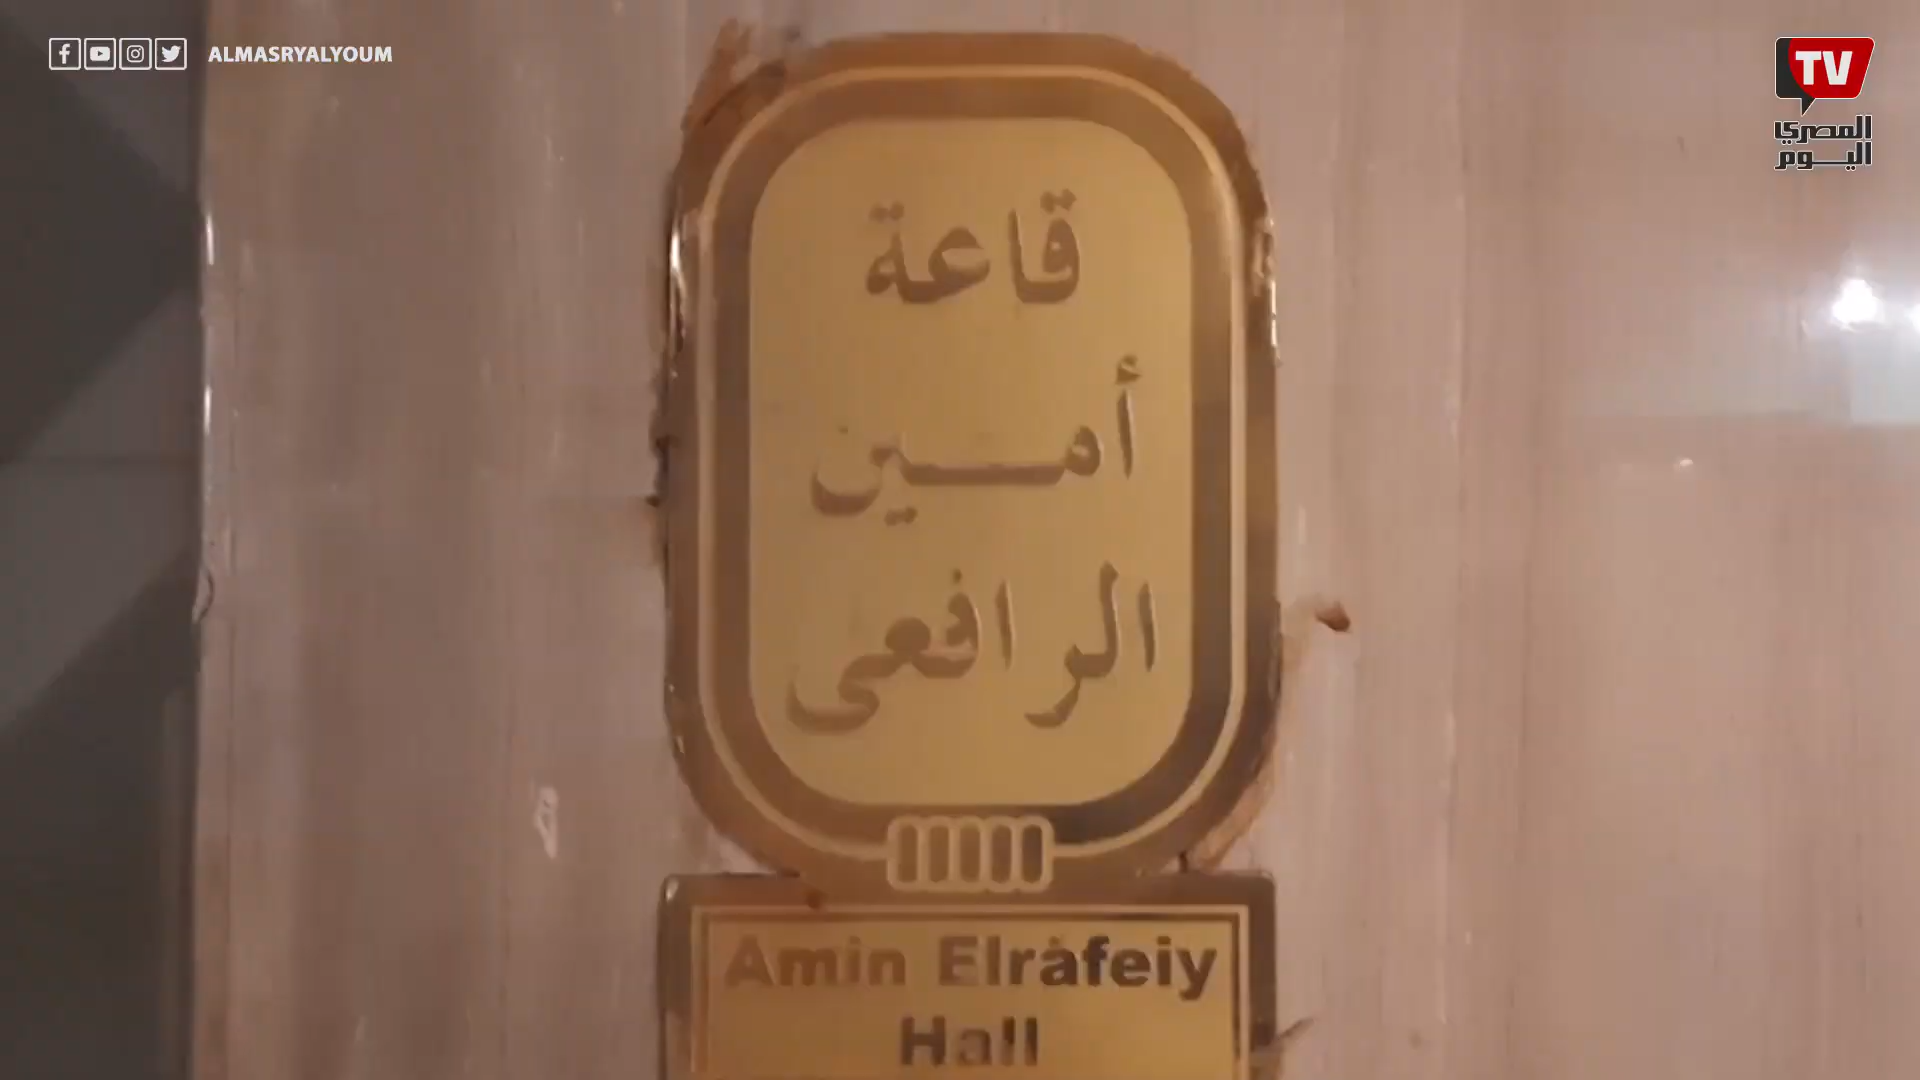 ALMASRYALYOUM
TV
المصري
اليوم
قاعة
أمين
الرافعى
Amin Elrafeiy
Hall